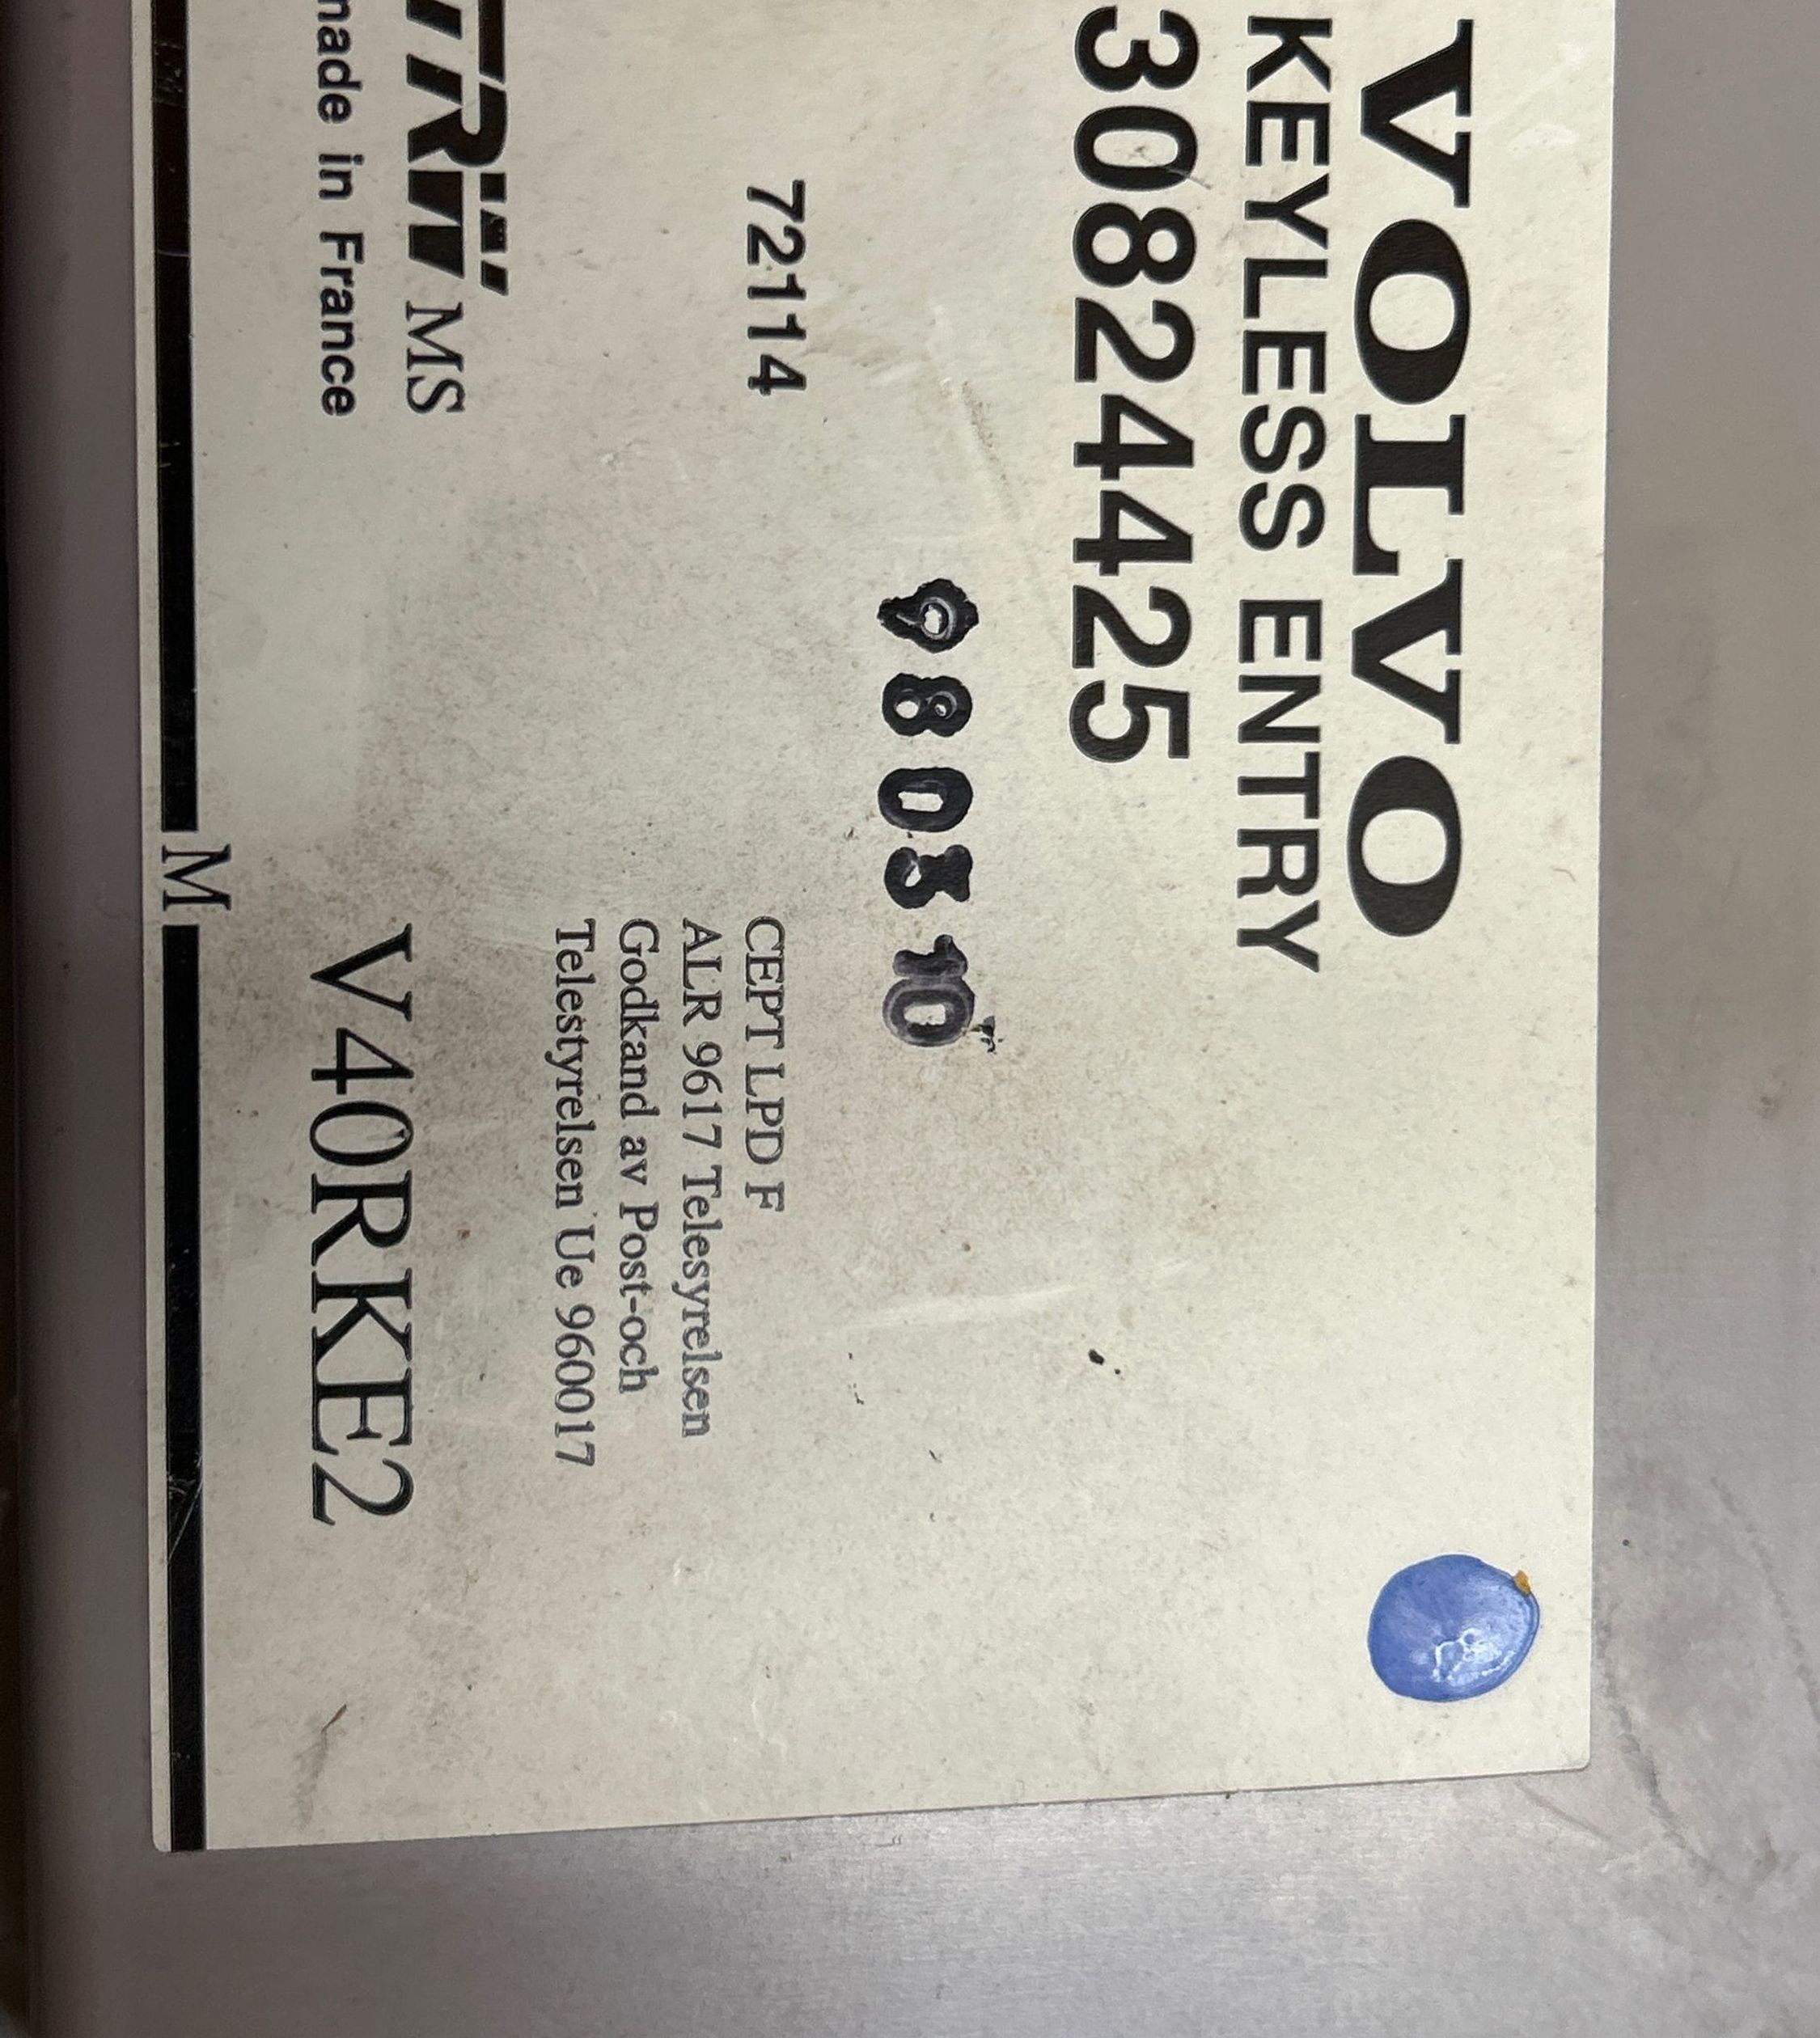 VOLVO
KEYLESS ENTRY
30824425
980310
72114
CEPT LPD F
ALR 9617 Telesyrelsen
Godkand av Post-och
Telestyrelsen Ue 960017
TRW MS
made in France
V40RKE2
M